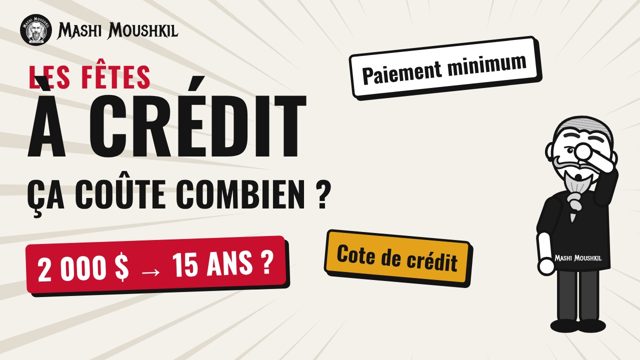 MASHI MOUSHKIL
LES FÊTES
À CRÉDIT
ÇA COÛTE COMBIEN ?
2 000 $ → 15 ANS ?
Paiement minimum
Cote de crédit
MASHI MOUSHKIL